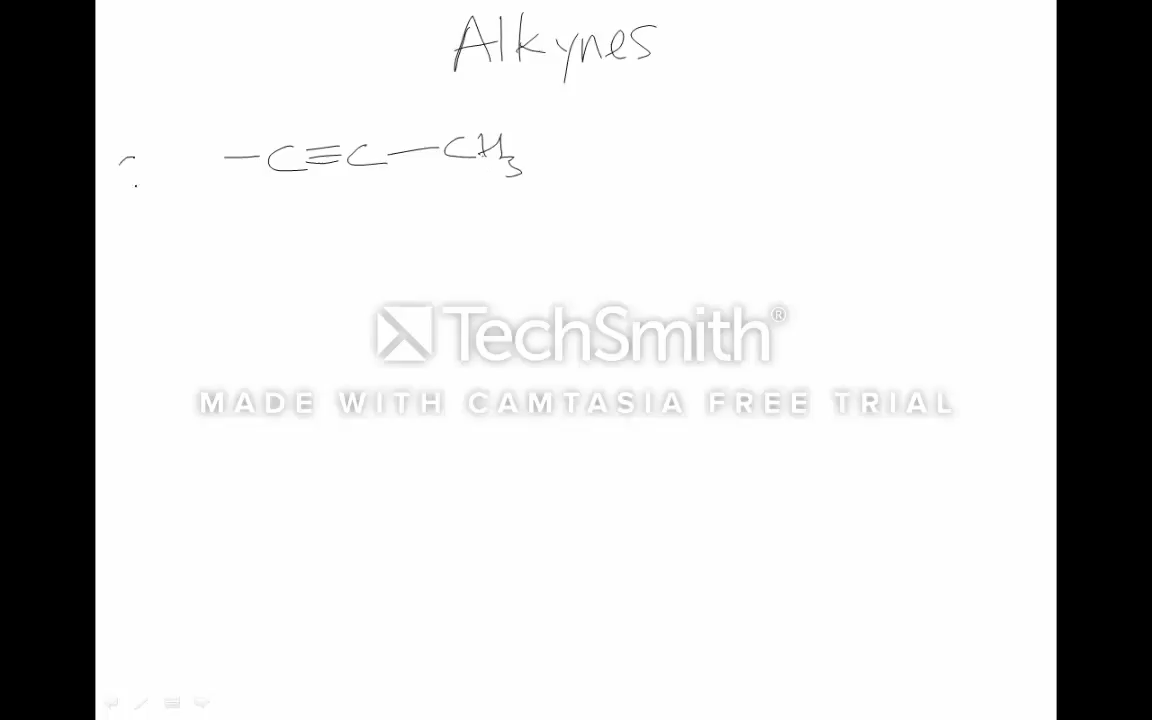 Alkynes
—C≡C—CH₃
TechSmith®
MADE WITH CAMTASIA FREE TRIAL